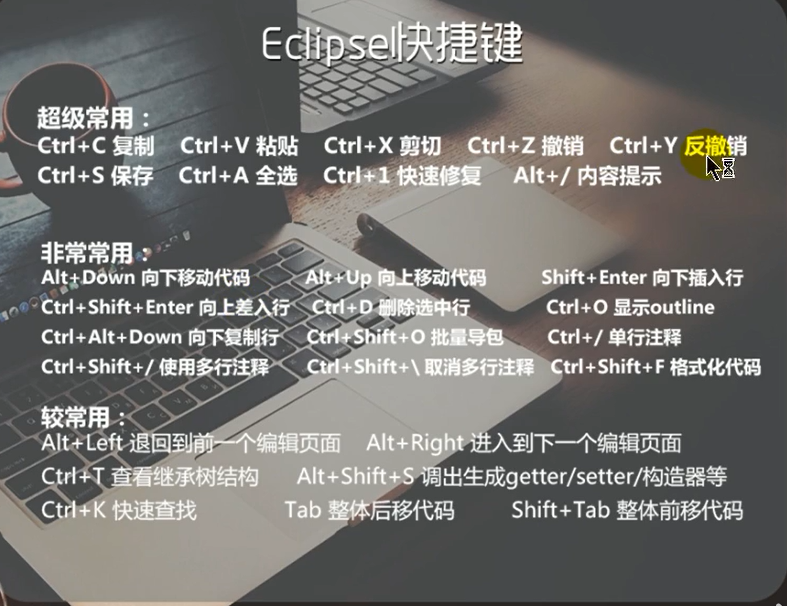 Eclipse快捷键
超级常用：
Ctrl+C 复制 Ctrl+V 粘贴 Ctrl+X 剪切 Ctrl+Z 撤销 Ctrl+Y 反撤销
Ctrl+S 保存 Ctrl+A 全选 Ctrl+1 快速修复 Alt+/ 内容提示
非常常用：
Alt+Down 向下移动代码 Alt+Up 向上移动代码 Shift+Enter 向下插入行
Ctrl+Shift+Enter 向上差入行 Ctrl+D 删除选中行 Ctrl+O 显示outline
Ctrl+Alt+Down 向下复制行 Ctrl+Shift+O 批量导包 Ctrl+/ 单行注释
Ctrl+Shift+/ 使用多行注释 Ctrl+Shift+\ 取消多行注释 Ctrl+Shift+F 格式化代码
较常用：
Alt+Left 退回到前一个编辑页面 Alt+Right 进入到下一个编辑页面
Ctrl+T 查看继承树结构 Alt+Shift+S 调出生成getter/setter/构造器等
Ctrl+K 快速查找 Tab 整体后移代码 Shift+Tab 整体前移代码